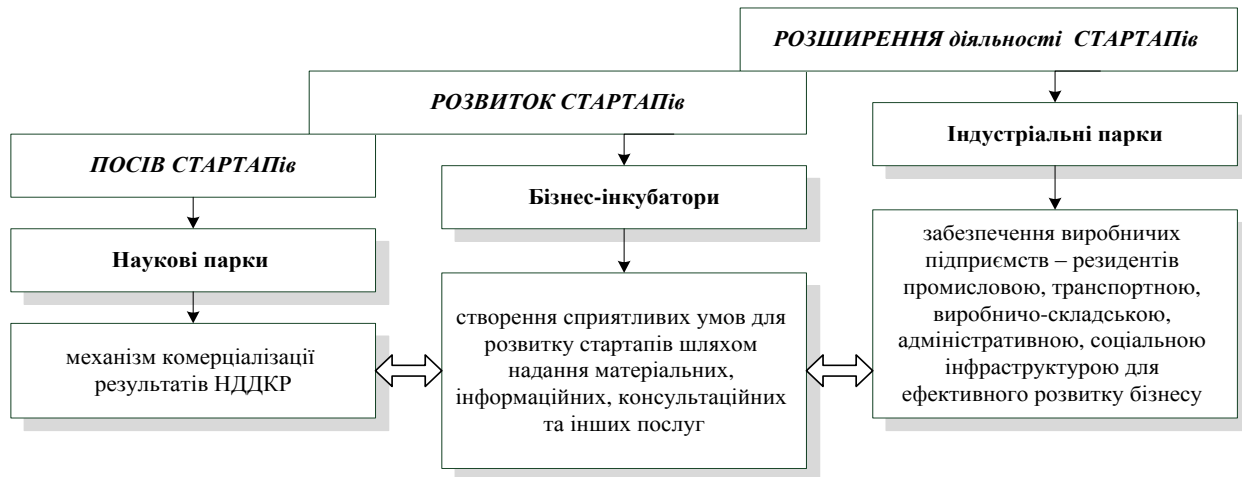 РОЗШИРЕННЯ діяльності СТАРТАПів
РОЗВИТОК СТАРТАПів
ПОСІВ СТАРТАПів
Індустріальні парки
Бізнес-інкубатори
Наукові парки
механізм комерціалізації
результатів НДДКР
створення сприятливих умов для
розвитку стартапів шляхом
надання матеріальних,
інформаційних, консультаційних
та інших послуг
забезпечення виробничих
підприємств – резидентів
промисловою, транспортною,
виробничо-складською,
адміністративною, соціальною
інфраструктурою для
ефективного розвитку бізнесу